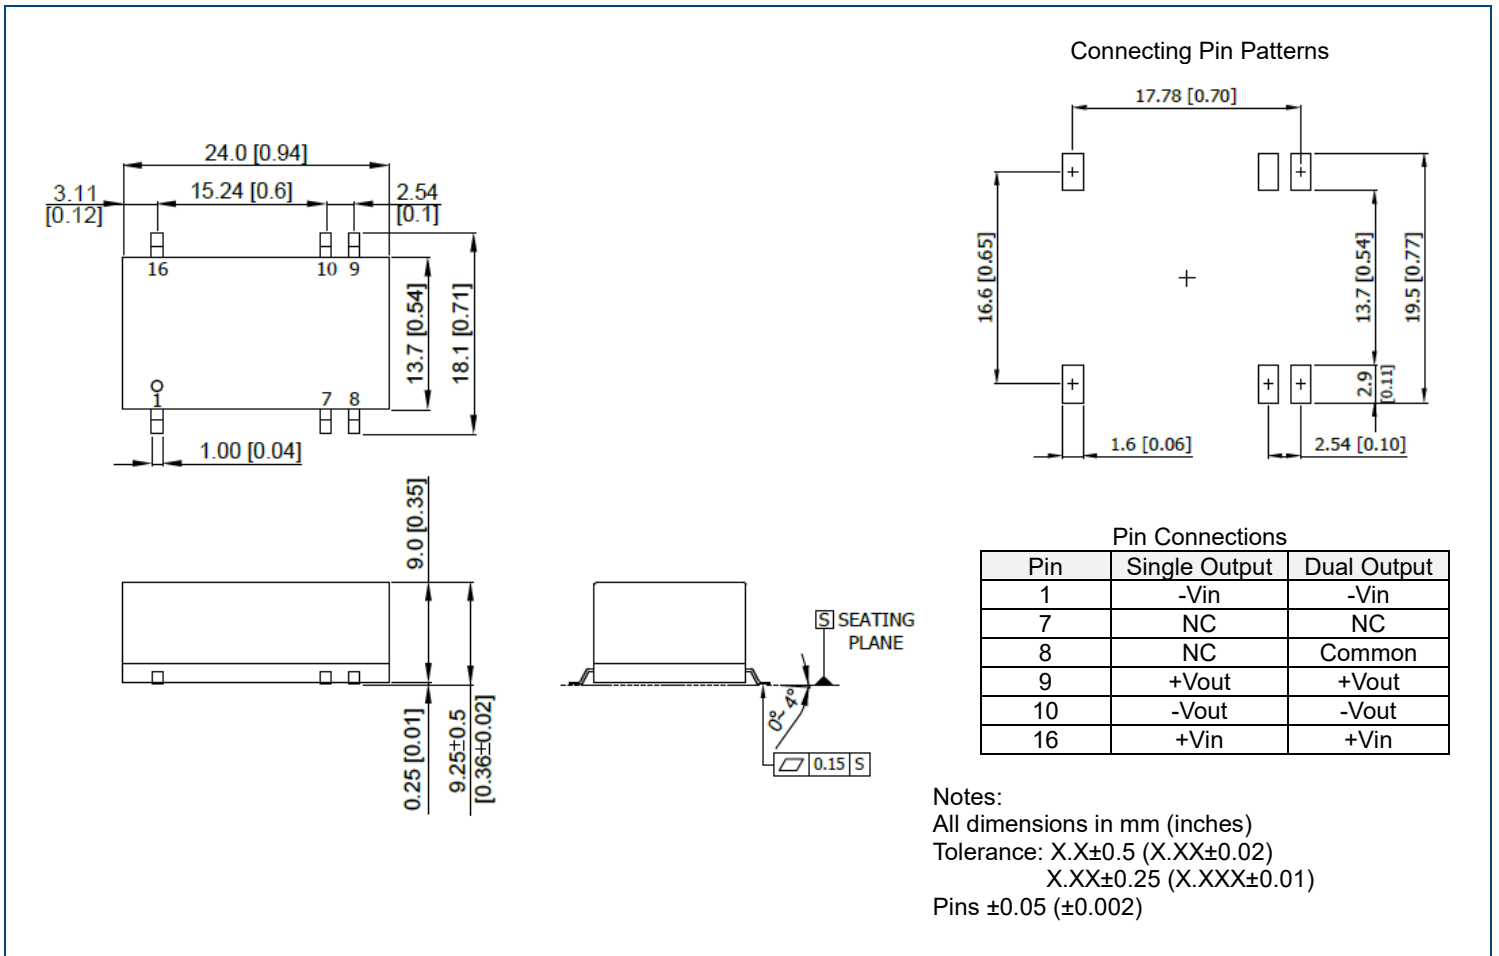 Connecting Pin Patterns
17.78 [0.70]
16.6 [0.65]
13.7 [0.54]
19.5 [0.77]
2.9
[0.11]
1.6 [0.06]
2.54 [0.10]
24.0 [0.94]
3.11
[0.12]
15.24 [0.6]
2.54
[0.1]
16
10
9
13.7 [0.54]
18.1 [0.71]
1
7
8
1.00 [0.04]
9.0 [0.35]
0.25 [0.01]
9.25±0.5
[0.36±0.02]
S SEATING
PLANE
0°~ 4°
0.15 S
Pin Connections
Pin Single Output Dual Output
1 -Vin -Vin
7 NC NC
8 NC Common
9 +Vout +Vout
10 -Vout -Vout
16 +Vin +Vin
Notes:
All dimensions in mm (inches)
Tolerance: X.X±0.5 (X.XX±0.02)
X.XX±0.25 (X.XXX±0.01)
Pins ±0.05 (±0.002)